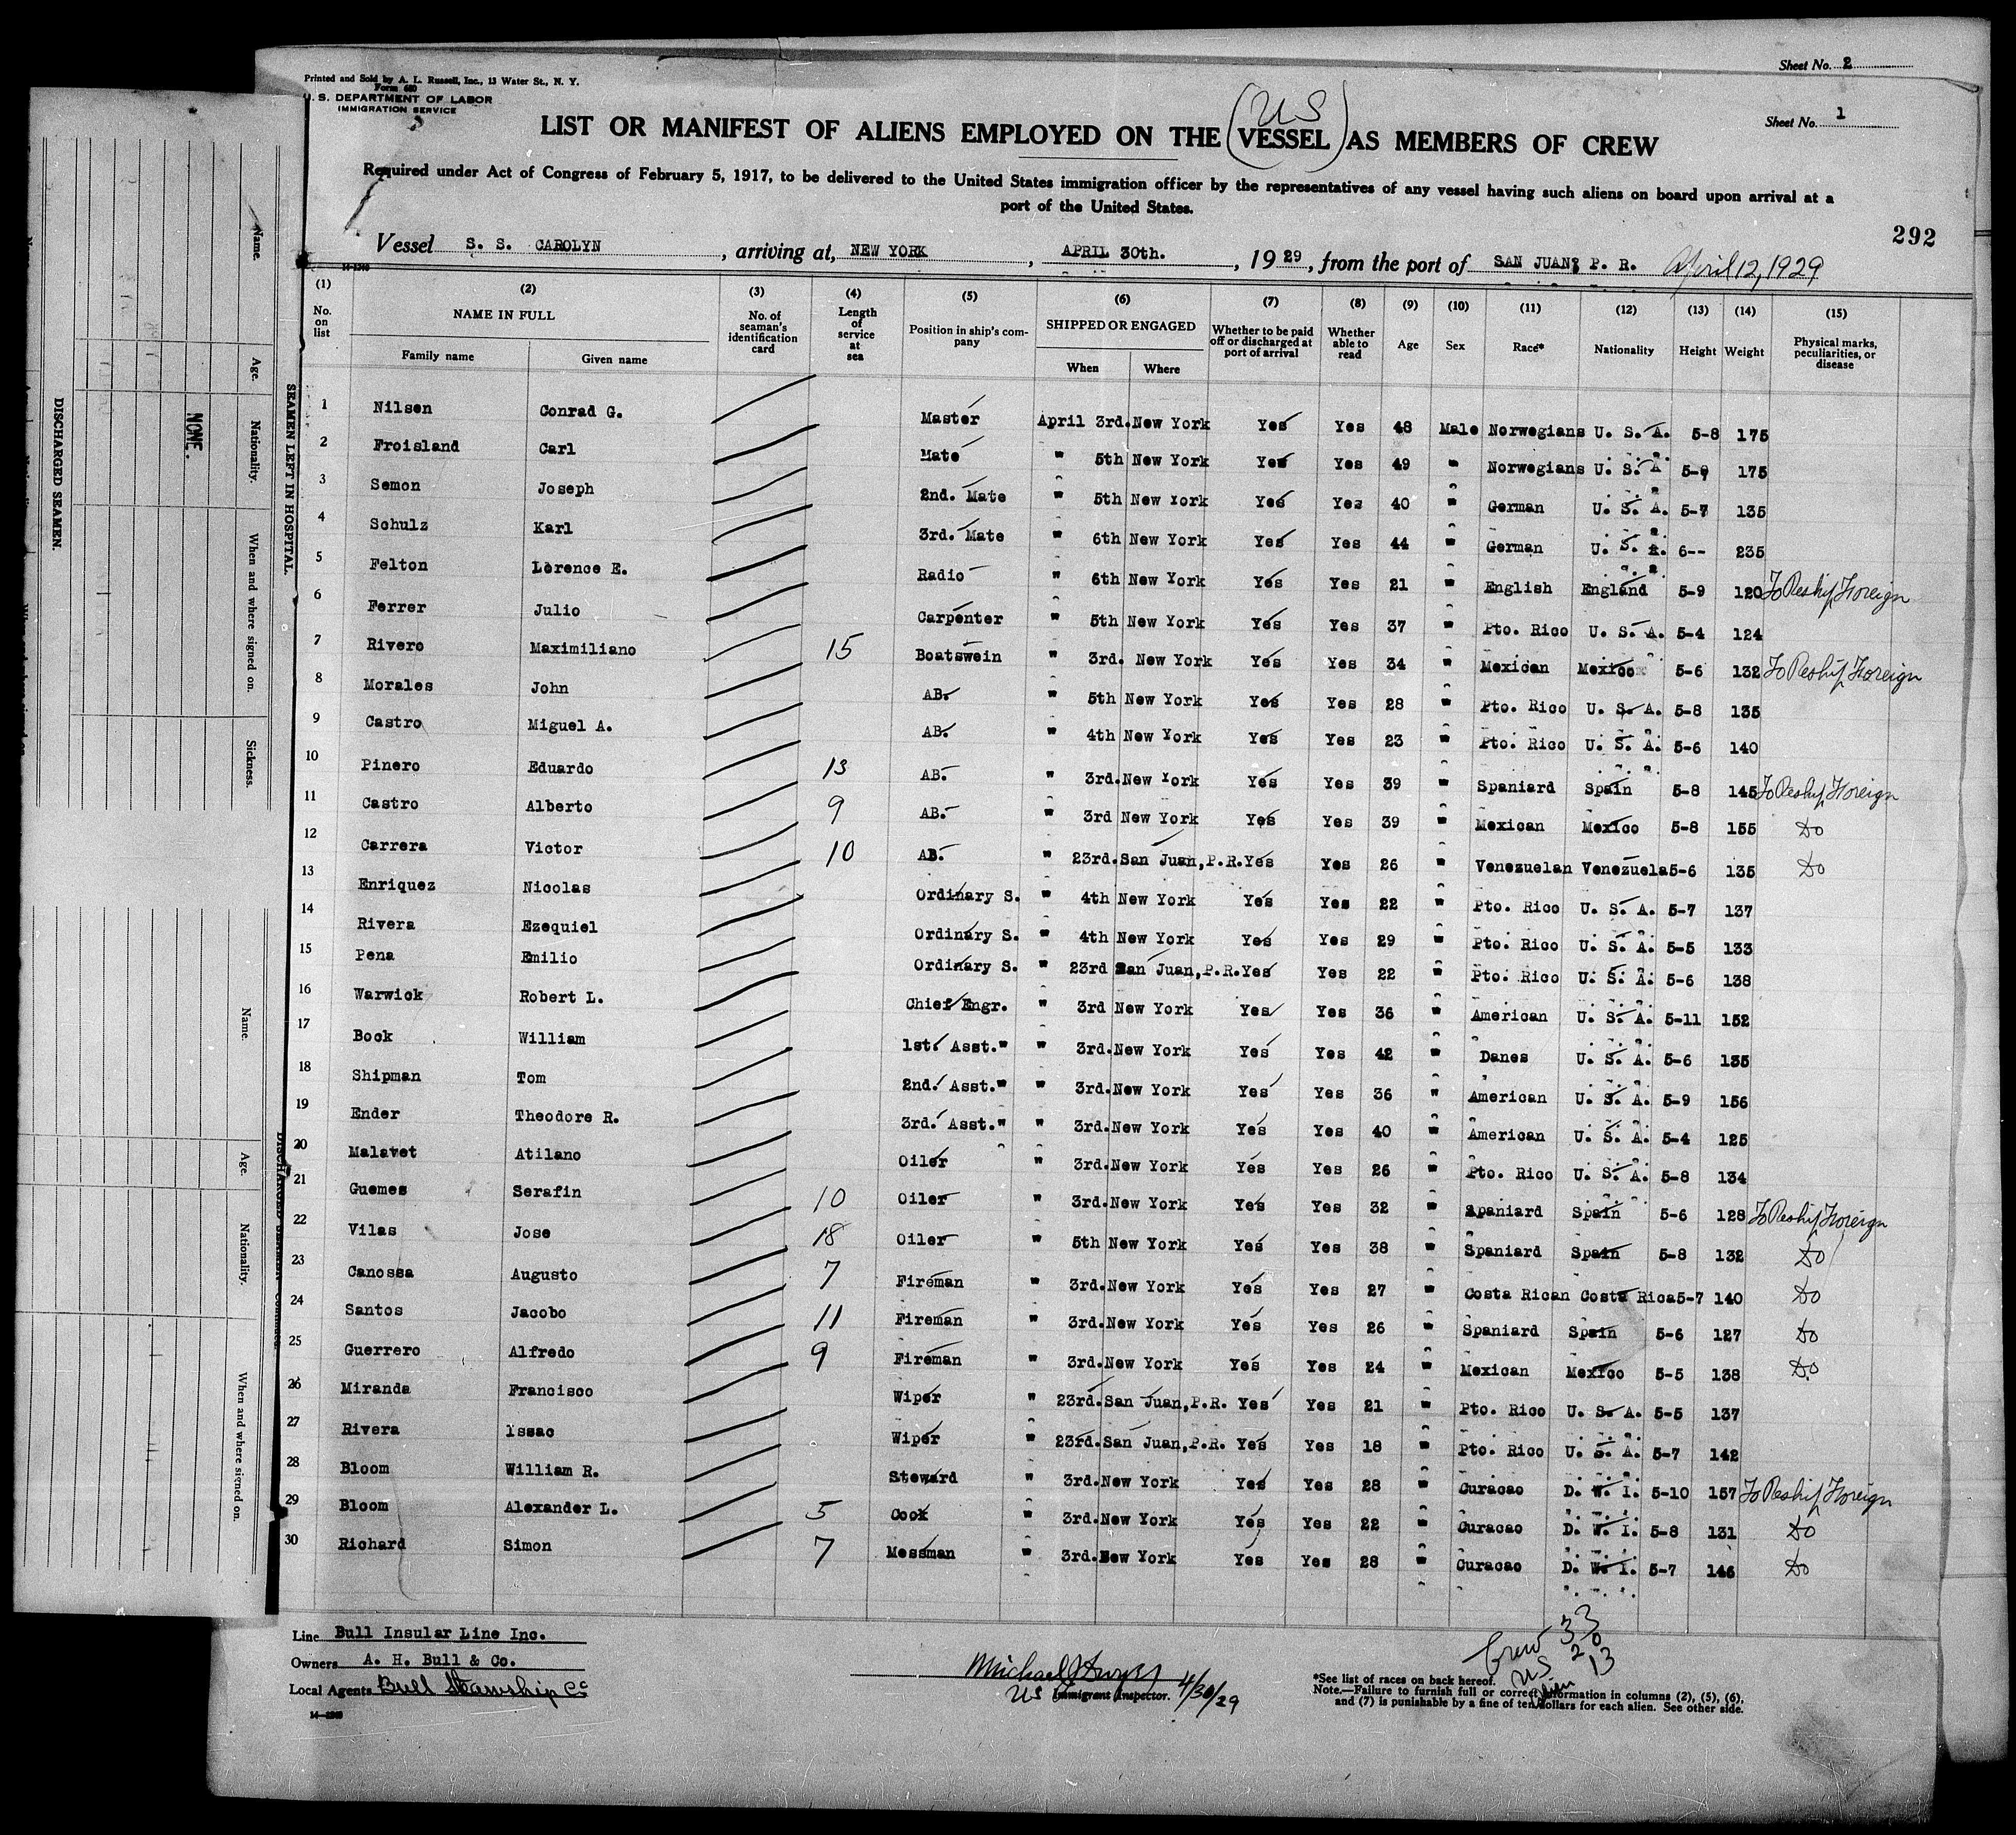 Sheet No. 2
Printed and Sold by A. L. Russell, Inc., 13 Water St., N. Y.
Form 680
U. S. DEPARTMENT OF LABOR
IMMIGRATION SERVICE
Sheet No. 1
(US)
LIST OR MANIFEST OF ALIENS EMPLOYED ON THE VESSEL AS MEMBERS OF CREW
Required under Act of Congress of February 5, 1917, to be delivered to the United States immigration officer by the representatives of any vessel having such aliens on board upon arrival at a
port of the United States.
292
Vessel S. S. CAROLYN, arriving at, NEW YORK, APRIL 30th., 1929, from the port of SAN JUAN, P. R. April 12, 1929
(1) (2) (3) (4) (5) (6) (7) (8) (9) (10) (11) (12) (13) (14) (15)
No. on list NAME IN FULL Family name Given name No. of seaman's identification card Length of service at sea Position in ship's company SHIPPED OR ENGAGED When Where Whether to be paid off or discharged at port of arrival Whether able to read Age Sex Race* Nationality Height Weight Physical marks, peculiarities, or disease
1 Nilsen Conrad G. Master April 3rd. New York Yes Yes 48 Male Norwegians U. S. A. 5-8 175
2 Froisland Carl Mate " 5th New York Yes Yes 49 " Norwegians U. S. A. 5-9 175
3 Semon Joseph 2nd. Mate " 5th New York Yes Yes 40 " German U. S. A. 5-7 135
4 Schulz Karl 3rd. Mate " 6th New York Yes Yes 44 " German U. S. A. 6-- 235
5 Felton Lorence E. Radio " 6th New York Yes Yes 21 " English England 5-9 120 To Reship Foreign
6 Ferrer Julio Carpenter " 5th New York Yes Yes 37 " Pto. Rico U. S. A. 5-4 124
7 Rivero Maximiliano 15 Boatswein " 3rd. New York Yes Yes 34 " Mexican Mexico 5-6 132 To Reship Foreign
8 Morales John AB. " 5th New York Yes Yes 28 " Pto. Rico U. S. A. 5-8 135
9 Castro Miguel A. AB. " 4th New York Yes Yes 23 " Pto. Rico U. S. A. 5-6 140
10 Pinero Eduardo 13 AB. " 3rd. New York Yes Yes 39 " Spaniard Spain 5-8 145 To Reship Foreign
11 Castro Alberto 9 AB. " 3rd New York Yes Yes 39 " Mexican Mexico 5-8 155 Do
12 Carrera Victor 10 AB. " 23rd. San Juan, P.R. Yes Yes 26 " Venezuelan Venezuela 5-6 135 Do
13 Enriquez Nicolas Ordinary S. " 4th New York Yes Yes 22 " Pto. Rico U. S. A. 5-7 137
14 Rivera Ezequiel Ordinary S. " 4th New York Yes Yes 29 " Pto. Rico U. S. A. 5-5 133
15 Pena Emilio Ordinary S. " 23rd San Juan, P.R. Yes Yes 22 " Pto. Rico U. S. A. 5-6 138
16 Warwick Robert L. Chief Engr. " 3rd New York Yes Yes 36 " American U. S. A. 5-11 152
17 Bock William 1st. Asst. " " 3rd. New York Yes Yes 42 " Danes U. S. A. 5-6 135
18 Shipman Tom 2nd. Asst. " " 3rd. New York Yes Yes 36 " American U. S. A. 5-9 156
19 Ender Theodore R. 3rd. Asst. " " 3rd. New York Yes Yes 40 " American U. S. A. 5-4 125
20 Malavet Atilano Oiler " 3rd. New York Yes Yes 26 " Pto. Rico U. S. A. 5-8 134
21 Guemes Serafin 10 Oiler " 3rd. New York Yes Yes 32 " Spaniard Spain 5-6 128 To Reship Foreign
22 Vilas Jose 18 Oiler " 5th New York Yes Yes 38 " Spaniard Spain 5-8 132 Do
23 Canossa Augusto 7 Fireman " 3rd. New York Yes Yes 27 " Costa Rican Costa Rica 5-7 140 Do
24 Santos Jacobo 11 Fireman " 3rd. New York Yes Yes 26 " Spaniard Spain 5-6 127 Do
25 Guerrero Alfredo 9 Fireman " 3rd. New York Yes Yes 24 " Mexican Mexico 5-5 138 Do
26 Miranda Francisco Wiper " 23rd. San Juan, P.R. Yes Yes 21 " Pto. Rico U. S. A. 5-5 137
27 Rivera Yssac Wiper " 23rd. San Juan, P.R. Yes Yes 18 " Pto. Rico U. S. A. 5-7 142
28 Bloom William R. Steward " 3rd. New York Yes Yes 28 " Curacao D. W. I. 5-10 157 To Reship Foreign
29 Bloom Alexander L. 5 Cook " 3rd. New York Yes Yes 22 " Curacao D. W. I. 5-8 131 Do
30 Richard Simon 7 Messman " 3rd. New York Yes Yes 28 " Curacao D. W. I. 5-7 146 Do
Line Bull Insular Line Inc.
Owners A. H. Bull & Co.
Local Agents Bull Steamship Co
14-1248
US Immigrant Inspector. 4/30/29
Crew 33
US 20
Alien 13
*See list of races on back hereof.
Note.—Failure to furnish full or correct information in columns (2), (5), (6),
and (7) is punishable by a fine of ten dollars for each alien. See other side.
SEAMEN LEFT IN HOSPITAL.
Name. Age. Nationality. When and where signed on. Sickness.
NONE.
DISCHARGED SEAMEN.
Name. Age. Nationality. When and where signed on.